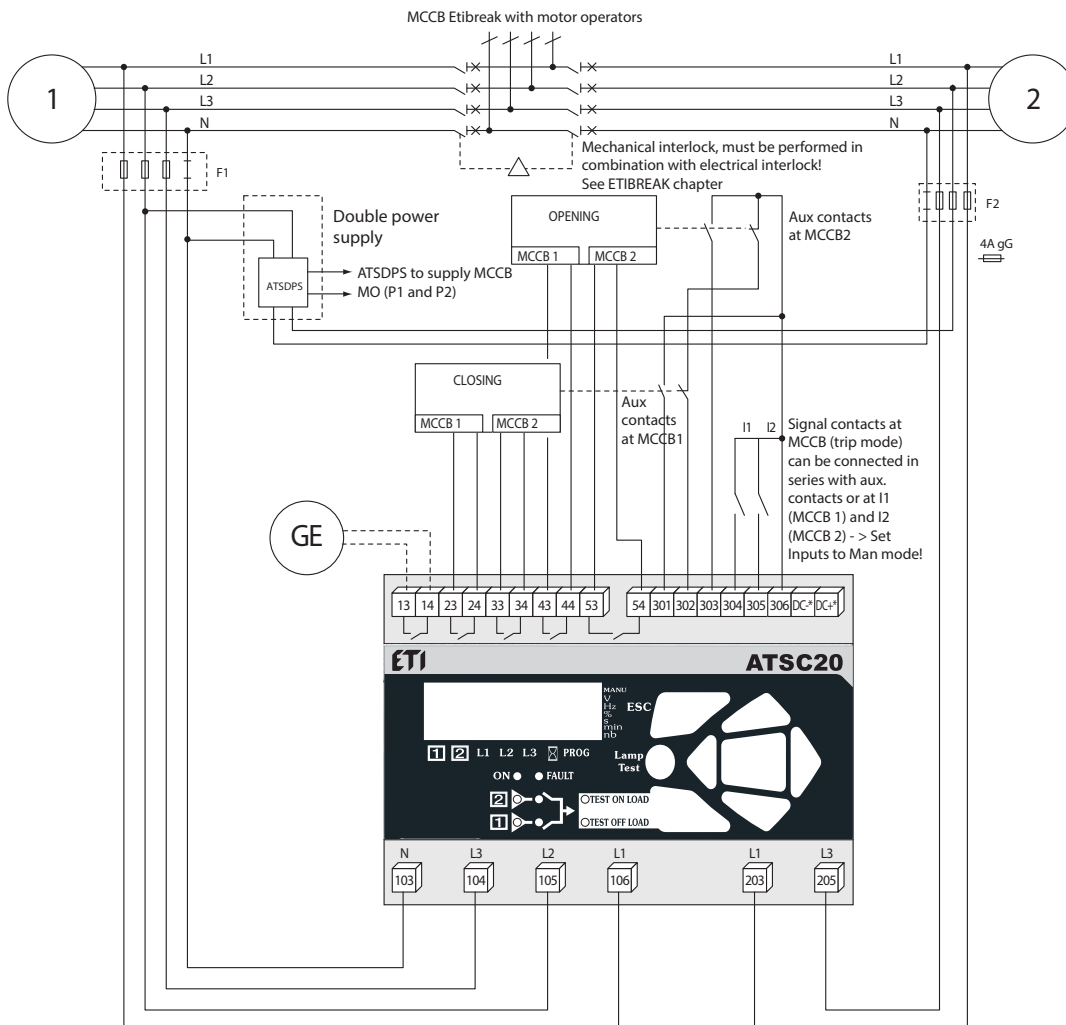 MCCB Etibreak with motor operators
L1
L1
L2
L2
L3
L3
N
N
1
2
F1
F2
4A gG
Mechanical interlock, must be performed in
combination with electrical interlock!
See ETIBREAK chapter
Double power
supply
ATSDPS
ATSDPS to supply MCCB
MO (P1 and P2)
OPENING
MCCB 1
MCCB 2
Aux contacts
at MCCB2
CLOSING
MCCB 1
MCCB 2
Aux
contacts
at MCCB1
I1
I2
Signal contacts at
MCCB (trip mode)
can be connected in
series with aux.
contacts or at I1
(MCCB 1) and I2
(MCCB 2) - > Set
Inputs to Man mode!
GE
13 14 23 24 33 34 43 44 53
54 301 302 303 304 305 306 DC-* DC+*
ETI
ATSC20
MANU
V
Hz
%
s
min
nb
ESC
1 2 L1 L2 L3 PROG
Lamp
Test
ON FAULT
2
1
TEST ON LOAD
TEST OFF LOAD
N L3 L2 L1 L1 L3
103 104 105 106 203 205